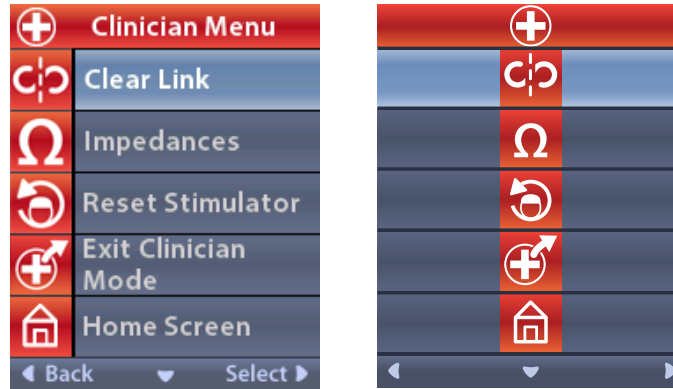 Clinician Menu
Clear Link
Impedances
Ω
Reset Stimulator
Exit Clinician
Mode
Home Screen
Back
Select
Ω